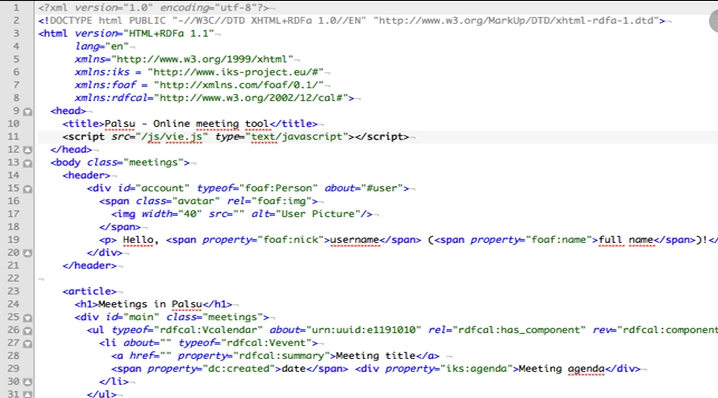 1 <?xml version="1.0" encoding="utf-8"?>
2 <!DOCTYPE html PUBLIC "-//W3C//DTD XHTML+RDFa 1.0//EN" "http://www.w3.org/MarkUp/DTD/xhtml-rdfa-1.dtd">
3 <html version="HTML+RDFa 1.1"
4 lang="en"
5 xmlns="http://www.w3.org/1999/xhtml"
6 xmlns:iks = "http://www.iks-project.eu/#"
7 xmlns:foaf = "http://xmlns.com/foaf/0.1/"
8 xmlns:rdfcal="http://www.w3.org/2002/12/cal#">
9 <head>
10 <title>Palsu - Online meeting tool</title>
11 <script src="/js/vie.js" type="text/javascript"></script>
12 </head>
13 <body class="meetings">
14 <header>
15 <div id="account" typeof="foaf:Person" about="#user">
16 <span class="avatar" rel="foaf:img">
17 <img width="40" src="" alt="User Picture"/>
18 </span>
19 <p> Hello, <span property="foaf:nick">username</span> (<span property="foaf:name">full name</span>)!</
20 </div>
21 </header>
22
23 <article>
24 <h1>Meetings in Palsu</h1>
25 <div id="main" class="meetings">
26 <ul typeof="rdfcal:Vcalendar" about="urn:uuid:e1191010" rel="rdfcal:has_component" rev="rdfcal:component
27 <li about="" typeof="rdfcal:Vevent">
28 <a href="" property="rdfcal:summary">Meeting title</a>
29 <span property="dc:created">date</span> <div property="iks:agenda">Meeting agenda</div>
30 </li>
31 </ul>